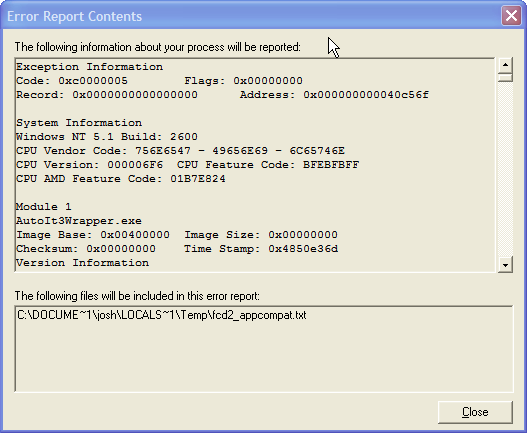 Error Report Contents
The following information about your process will be reported:
Exception Information
Code: 0xc0000005 Flags: 0x00000000
Record: 0x0000000000000000 Address: 0x000000000040c56f
System Information
Windows NT 5.1 Build: 2600
CPU Vendor Code: 756E6547 - 49656E69 - 6C65746E
CPU Version: 000006F6 CPU Feature Code: BFEBFBFF
CPU AMD Feature Code: 01B7E824
Module 1
AutoIt3Wrapper.exe
Image Base: 0x00400000 Image Size: 0x00000000
Checksum: 0x00000000 Time Stamp: 0x4850e36d
Version Information
The following files will be included in this error report:
C:\DOCUME~1\josh\LOCALS~1\Temp\fcd2_appcompat.txt
Close